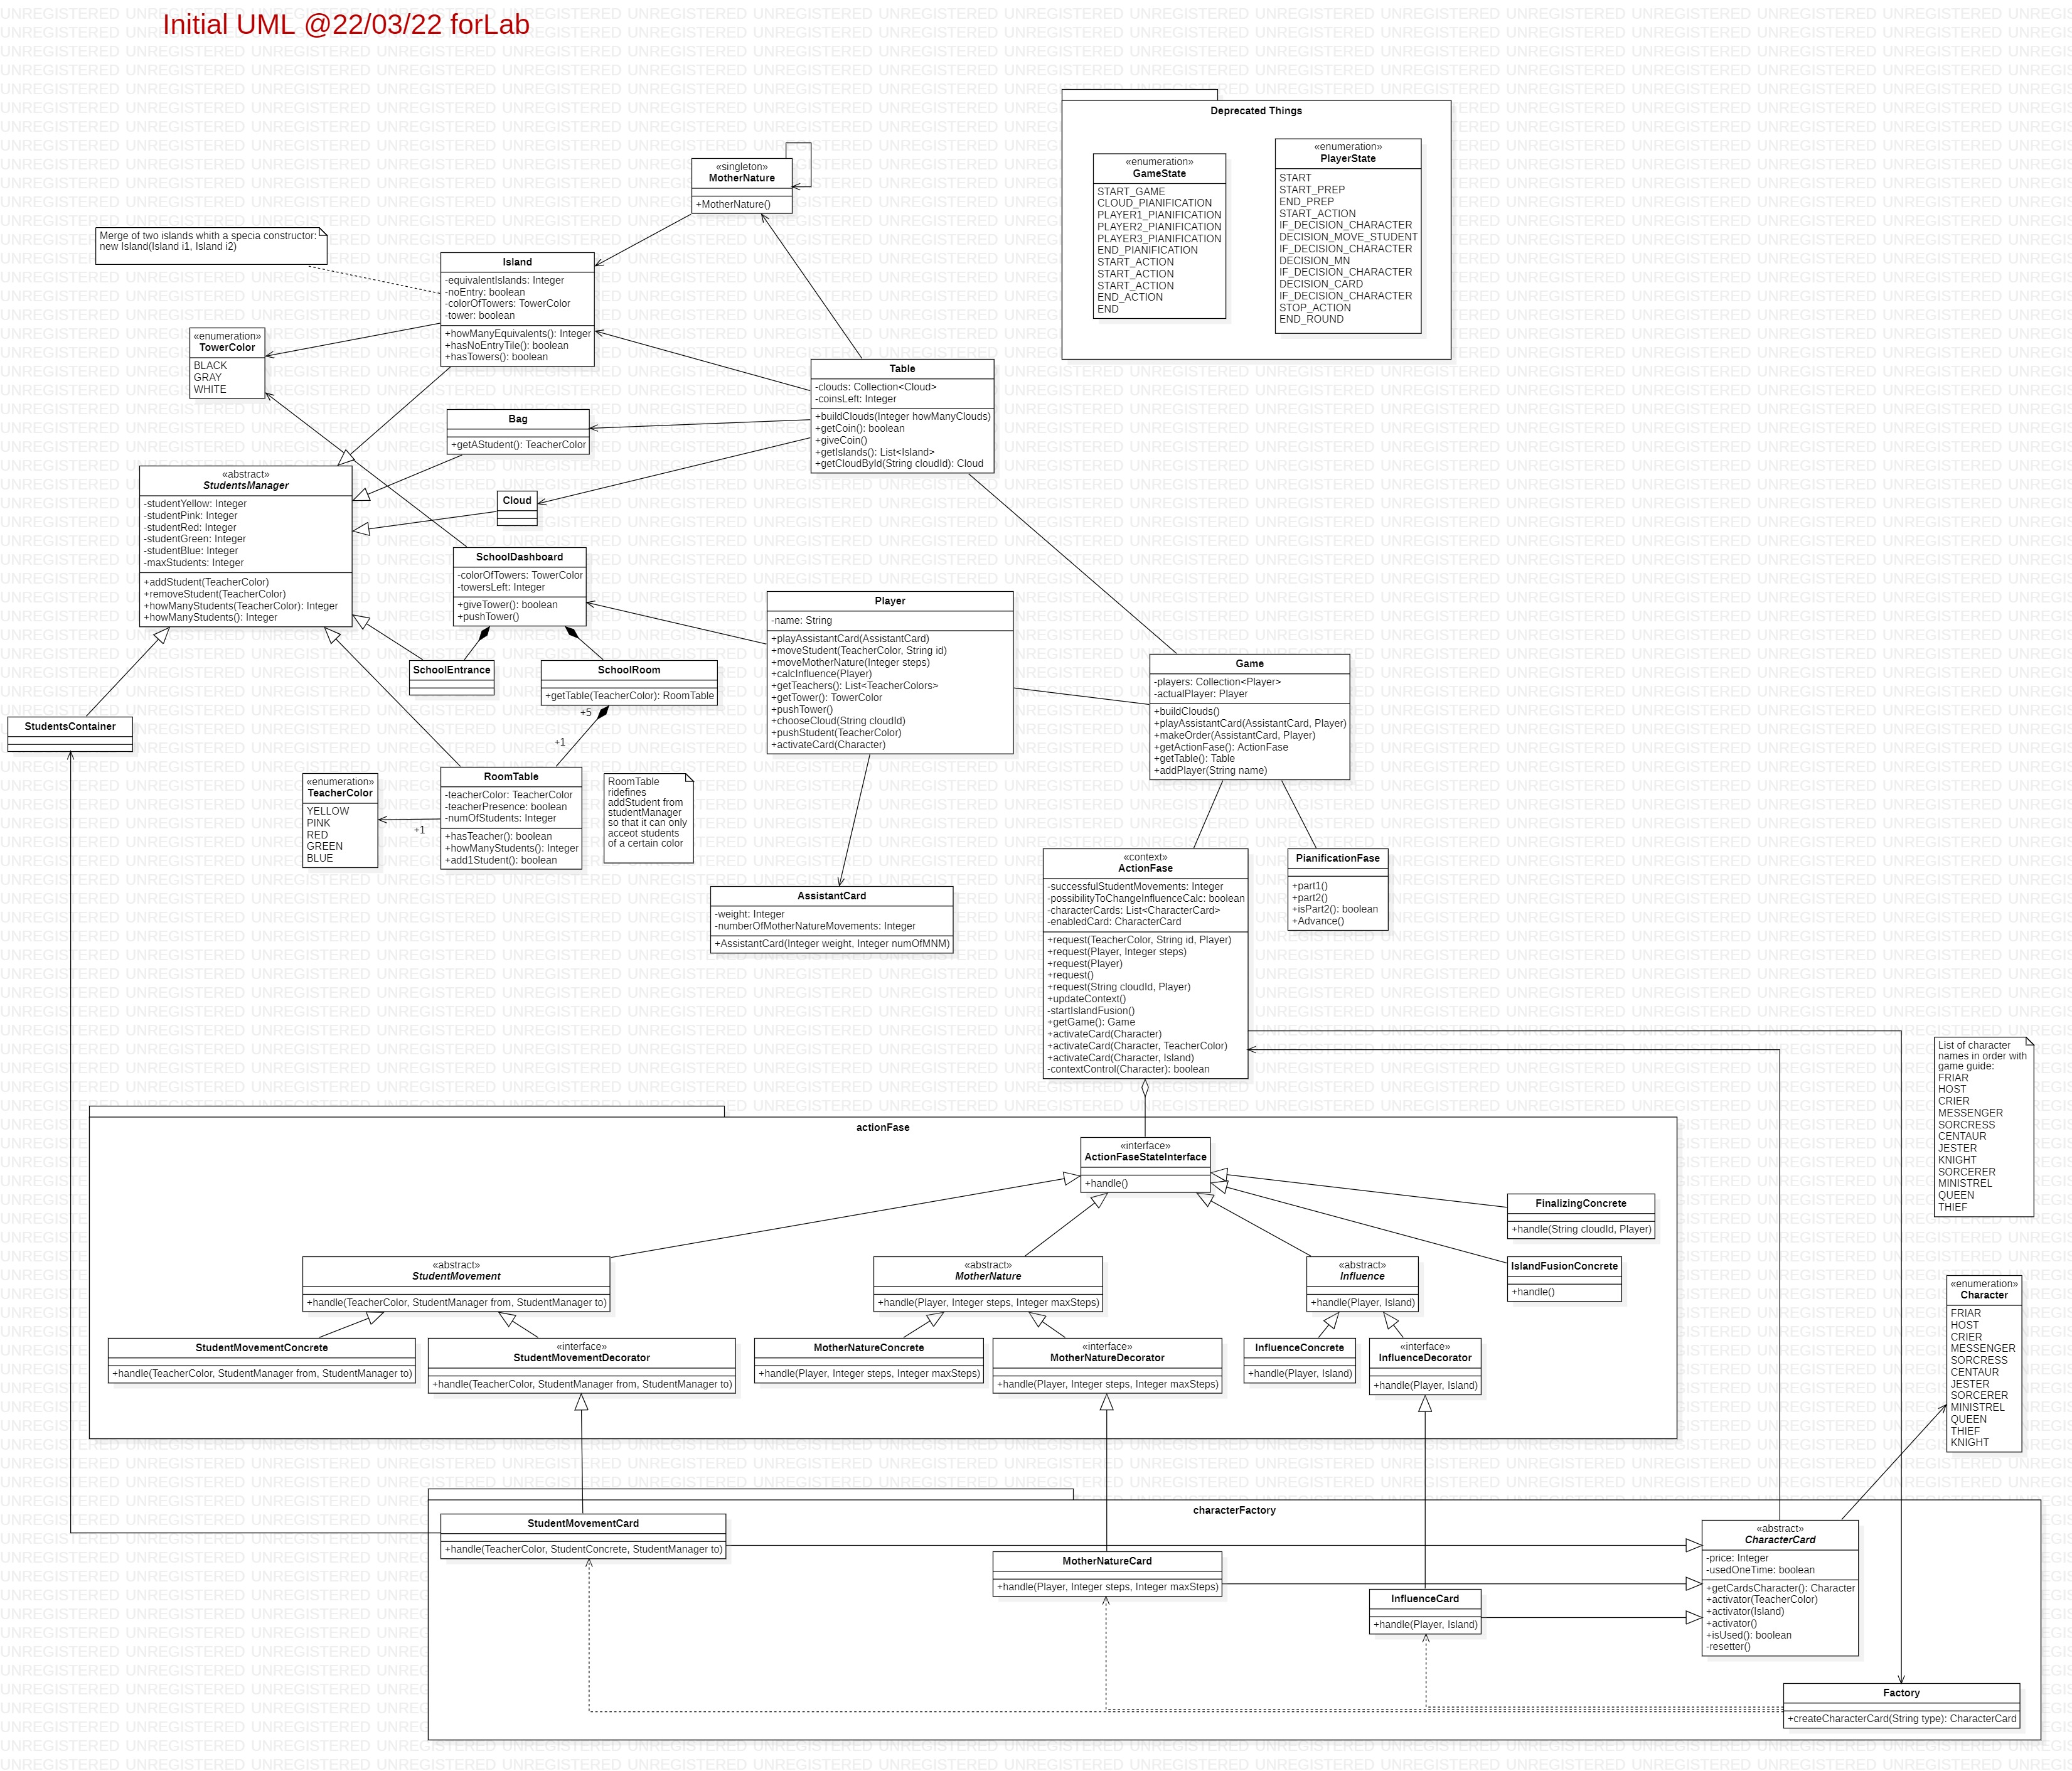 Initial UML @22/03/22 forLab
Deprecated Things
«enumeration»
GameState
START_GAME
CLOUD_PIANIFICATION
PLAYER1_PIANIFICATION
PLAYER2_PIANIFICATION
PLAYER3_PIANIFICATION
END_PIANIFICATION
START_ACTION
START_ACTION
START_ACTION
END_ACTION
END
«enumeration»
PlayerState
START
START_PREP
END_PREP
START_ACTION
IF_DECISION_CHARACTER
DECISION_MOVE_STUDENT
IF_DECISION_CHARACTER
DECISION_MN
IF_DECISION_CHARACTER
DECISION_CARD
IF_DECISION_CHARACTER
STOP_ACTION
END_ROUND
«singleton»
MotherNature
+MotherNature()
Merge of two islands whith a specia constructor:
new Island(Island i1, Island i2)
Island
-equivalentIslands: Integer
-noEntry: boolean
-colorOfTowers: TowerColor
-tower: boolean
+howManyEquivalents(): Integer
+hasNoEntryTile(): boolean
+hasTowers(): boolean
«enumeration»
TowerColor
BLACK
GRAY
WHITE
Table
-clouds: Collection<Cloud>
-coinsLeft: Integer
+buildClouds(Integer howManyClouds)
+getCoin(): boolean
+giveCoin()
+getIslands(): List<Island>
+getCloudById(String cloudId): Cloud
Bag
+getAStudent(): TeacherColor
«abstract»
StudentsManager
-studentYellow: Integer
-studentPink: Integer
-studentRed: Integer
-studentGreen: Integer
-studentBlue: Integer
-maxStudents: Integer
+addStudent(TeacherColor)
+removeStudent(TeacherColor)
+howManyStudents(TeacherColor): Integer
+howManyStudents(): Integer
Cloud
SchoolDashboard
-colorOfTowers: TowerColor
-towersLeft: Integer
+giveTower(): boolean
+pushTower()
Player
-name: String
+playAssistantCard(AssistantCard)
+moveStudent(TeacherColor, String id)
+moveMotherNature(Integer steps)
+calcInfluence(Player)
+getTeachers(): List<TeacherColors>
+getTower(): TowerColor
+pushTower()
+chooseCloud(String cloudId)
+pushStudent(TeacherColor)
+activateCard(Character)
SchoolEntrance
SchoolRoom
+getTable(TeacherColor): RoomTable
+5
+1
Game
-players: Collection<Player>
-actualPlayer: Player
+buildClouds()
+playAssistantCard(AssistantCard, Player)
+makeOrder(AssistantCard, Player)
+getActionFase(): ActionFase
+getTable(): Table
+addPlayer(String name)
StudentsContainer
«enumeration»
TeacherColor
YELLOW
PINK
RED
GREEN
BLUE
+1
RoomTable
-teacherColor: TeacherColor
-teacherPresence: boolean
-numOfStudents: Integer
+hasTeacher(): boolean
+howManyStudents(): Integer
+add1Student(): boolean
RoomTable
ridefines
addStudent from
studentManager
so that it can only
acceot students
of a certain color
AssistantCard
-weight: Integer
-numberOfMotherNatureMovements: Integer
+AssistantCard(Integer weight, Integer numOfMNM)
«context»
ActionFase
-successfulStudentMovements: Integer
-possibilityToChangeInfluenceCalc: boolean
-characterCards: List<CharacterCard>
-enabledCard: CharacterCard
+request(TeacherColor, String id, Player)
+request(Player, Integer steps)
+request(Player)
+request()
+request(String cloudId, Player)
+updateContext()
-startIslandFusion()
+getGame(): Game
+activateCard(Character)
+activateCard(Character, TeacherColor)
+activateCard(Character, Island)
-contextControl(Character): boolean
PianificationFase
+part1()
+part2()
+isPart2(): boolean
+Advance()
List of character
names in order with
game guide:
FRIAR
HOST
CRIER
MESSENGER
SORCRESS
CENTAUR
JESTER
KNIGHT
SORCERER
MINISTREL
QUEEN
THIEF
actionFase
«interface»
ActionFaseStateInterface
+handle()
FinalizingConcrete
+handle(String cloudId, Player)
«abstract»
StudentMovement
+handle(TeacherColor, StudentManager from, StudentManager to)
«abstract»
MotherNature
+handle(Player, Integer steps, Integer maxSteps)
«abstract»
Influence
+handle(Player, Island)
IslandFusionConcrete
+handle()
StudentMovementConcrete
+handle(TeacherColor, StudentManager from, StudentManager to)
«interface»
StudentMovementDecorator
+handle(TeacherColor, StudentManager from, StudentManager to)
MotherNatureConcrete
+handle(Player, Integer steps, Integer maxSteps)
«interface»
MotherNatureDecorator
+handle(Player, Integer steps, Integer maxSteps)
InfluenceConcrete
+handle(Player, Island)
«interface»
InfluenceDecorator
+handle(Player, Island)
«enumeration»
Character
FRIAR
HOST
CRIER
MESSENGER
SORCRESS
CENTAUR
JESTER
SORCERER
MINISTREL
QUEEN
THIEF
KNIGHT
characterFactory
StudentMovementCard
+handle(TeacherColor, StudentConcrete, StudentManager to)
MotherNatureCard
+handle(Player, Integer steps, Integer maxSteps)
InfluenceCard
+handle(Player, Island)
«abstract»
CharacterCard
-price: Integer
-usedOneTime: boolean
+getCardsCharacter(): Character
+activator(TeacherColor)
+activator(Island)
+activator()
+isUsed(): boolean
-resetter()
Factory
+createCharacterCard(String type): CharacterCard